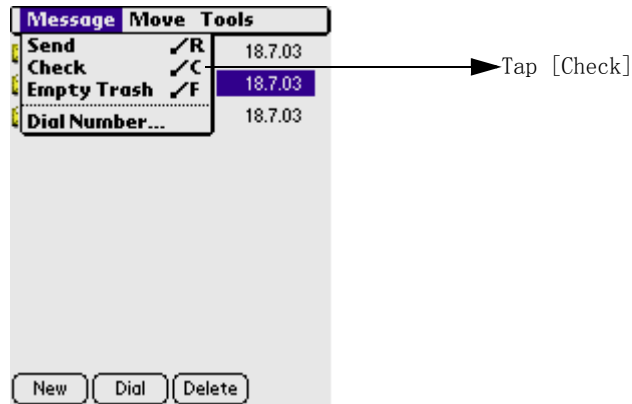 Message Move Tools
Send ✓R 18.7.03
Check ✓C Tap [Check]
Empty Trash ✓F 18.7.03
Dial Number... 18.7.03
New Dial Delete